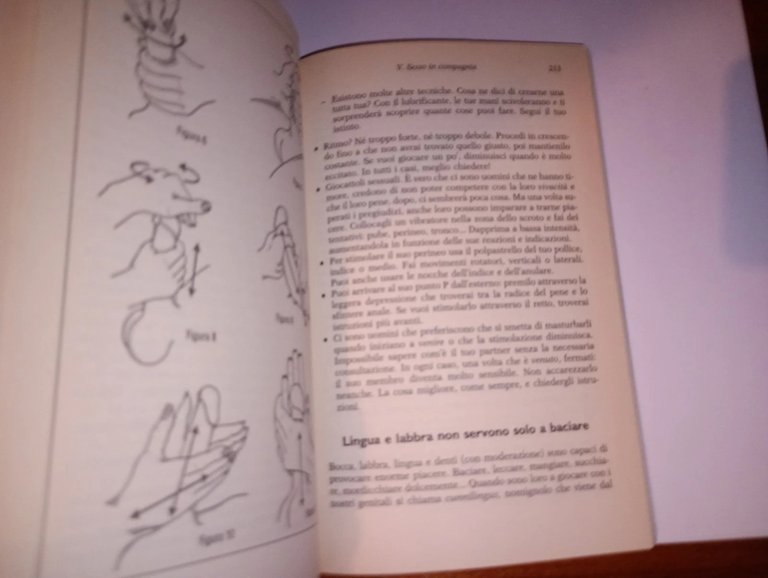 Figura 6
Figura 8
Figura 10
V. Sesso in compagnia 213
– Esistono molte altre tecniche. Cosa ne dici di crearne una
tutta tua? Con il lubrificante, le tue mani scivoleranno e ti
sorprenderà scoprire quante cose puoi fare. Segui il tuo
istinto.
• Ritmo? Né troppo forte, né troppo debole. Procedi in crescen-
do fino a che non avrai trovato quello giusto, poi mantienilo
costante. Se vuoi giocare un po', diminuisci quando è molto
eccitato. In tutti i casi, meglio chiedere!
• Giocattoli sessuali. È vero che ci sono uomini che ne hanno ti-
more, credono di non poter competere con la loro vivacità e
che il loro pene, dopo, ci sembrerà poca cosa. Ma una volta su-
perati i pregiudizi, anche loro possono imparare a trarne pia-
cere. Collocagli un vibratore nella zona dello scroto e fai dei
tentativi: pube, perineo, tronco... Dapprima a bassa intensità,
aumentandola in funzione delle sue reazioni e indicazioni.
• Per stimolare il suo perineo usa il polpastrello del tuo pollice,
indice o medio. Fai movimenti rotatori, verticali o laterali.
Puoi anche usare le nocche dell'indice e dell'anulare.
• Puoi arrivare al suo punto P dall'esterno: premilo attraverso la
leggera depressione che troverai tra la radice del pene e lo
sfintere anale. Se vuoi stimolarlo attraverso il retto, troverai
istruzioni più avanti.
• Ci sono uomini che preferiscono che si smetta di masturbarli
quando iniziano a venire o che la stimolazione diminuisca.
Impossibile sapere com'è il tuo partner senza la necessaria
consultazione. In ogni caso, una volta che è venuto, fermati:
il suo membro diventa molto sensibile. Non accarezzarlo
neanche. La cosa migliore, come sempre, è chiedergli istru-
zioni.
Lingua e labbra non servono solo a baciare
Bocca, labbra, lingua e denti (con moderazione) sono capaci di
provocare enorme piacere. Baciare, leccare, mangiare, succhia-
re, mordicchiare dolcemente... Quando sono loro a giocare con i
nostri genitali si chiama cunnilingus, nomignolo che viene dal